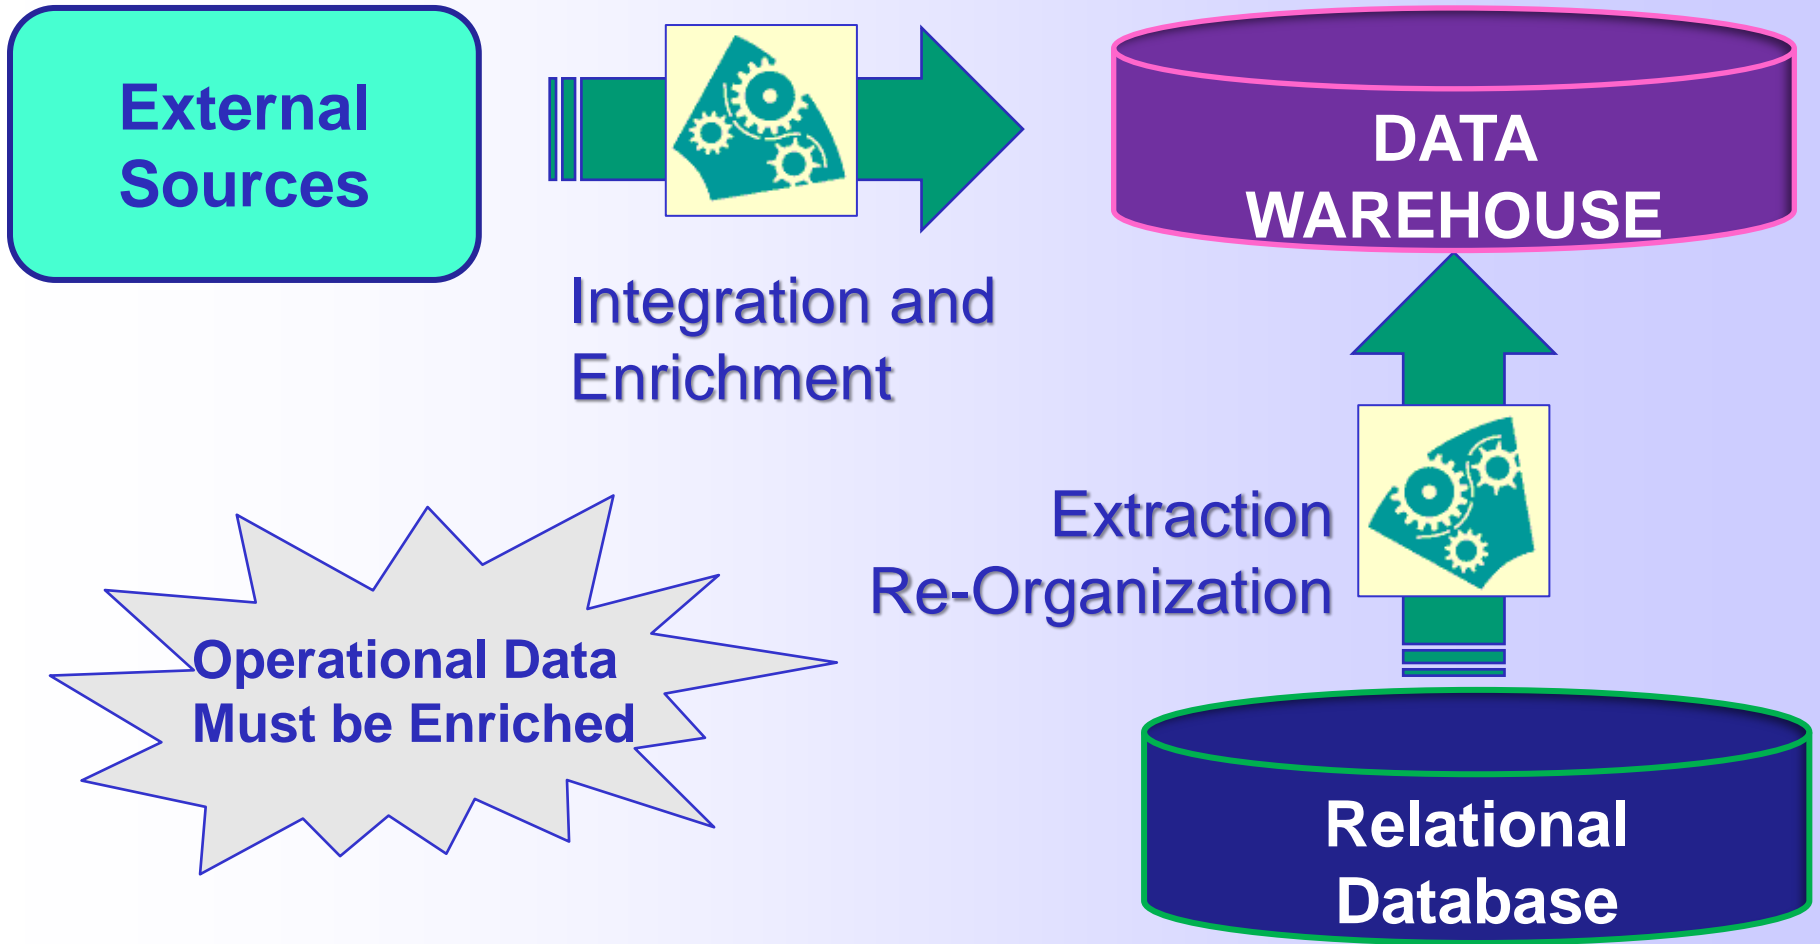 External
Sources
DATA
WAREHOUSE
Integration and
Enrichment
Extraction
Re-Organization
Operational Data
Must be Enriched
Relational
Database